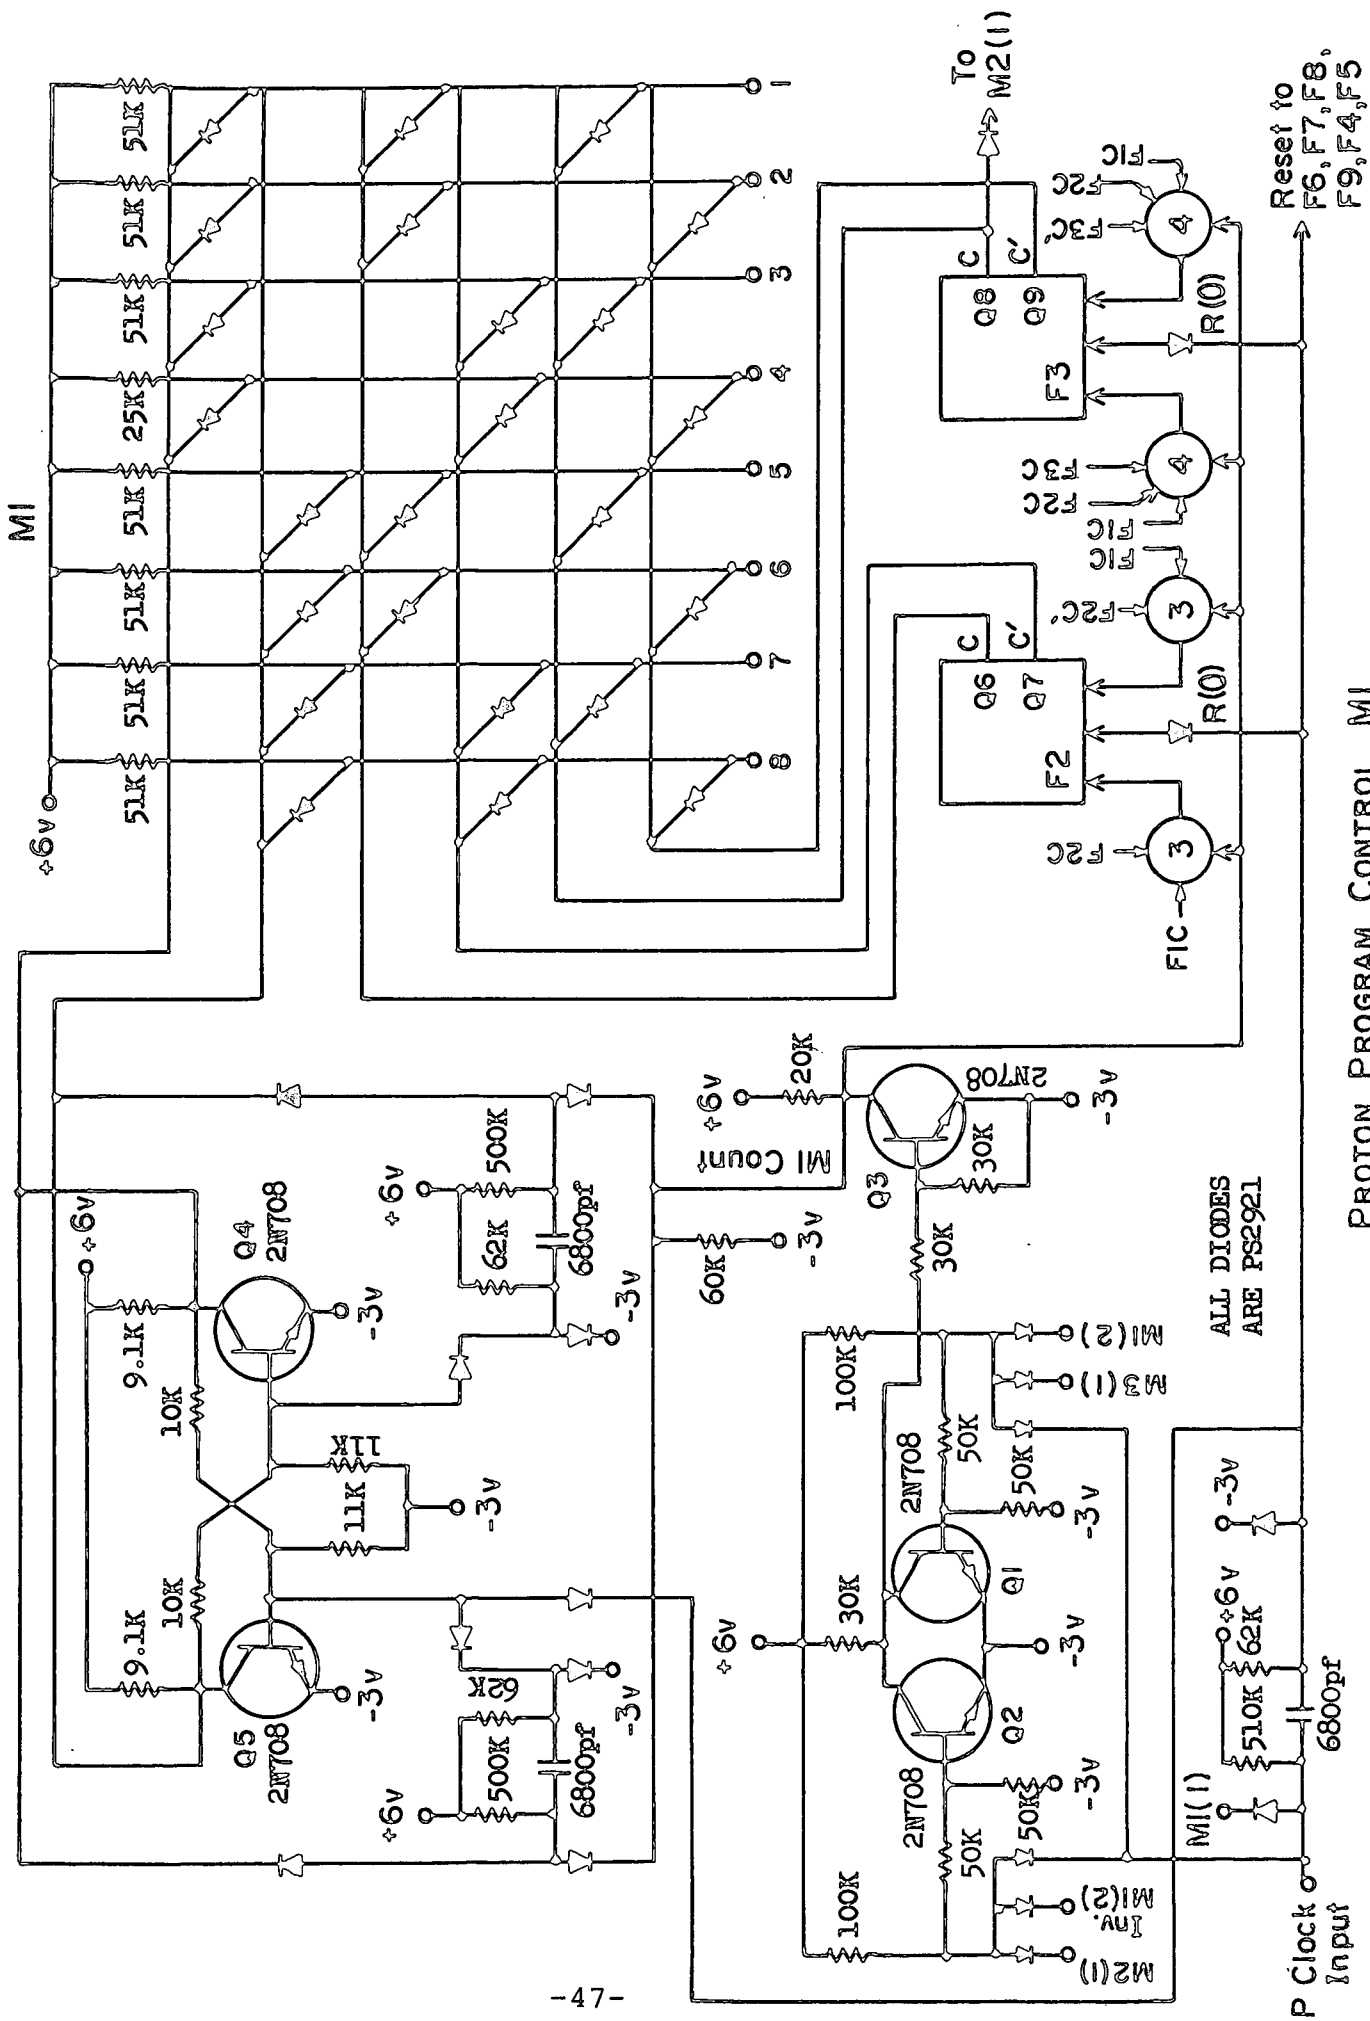 MI
+6v
51K
51K
51K
51K
25K
51K
51K
51K
8
7
6
5
4
3
2
1
+6v
9.1K
9.1K
Q5
2N708
Q4
2N708
10K
10K
11K
11K
-3v
-3v
-3v
+6v
500K
62K
6800pf
-3v
+6v
62K
500K
6800pf
-3v
60K
-3v
+6v
MI Count
20K
Q3
2N708
30K
30K
-3v
+6v
100K
30K
100K
2N708
Q2
Q1
2N708
50K
50K
50K
50K
-3v
-3v
-3v
M2(1)
Inv.
M1(2)
M3(1)
M1(2)
P Clock
Input
M1(1)
510K
62K
+6v
6800pf
-3v
ALL DIODES
ARE PS2921
F2
Q6
Q7
C
C'
R(0)
F3
Q8
Q9
C
C'
R(0)
To
M2(1)
F1C
F2C
3
F2C'
F1C
3
F1C
F2C
F3C
4
F3C'
F2C
F1C
4
Reset to
F6,F7,F8,
F9,F4,F5
PROTON PROGRAM CONTROL MI
-47-